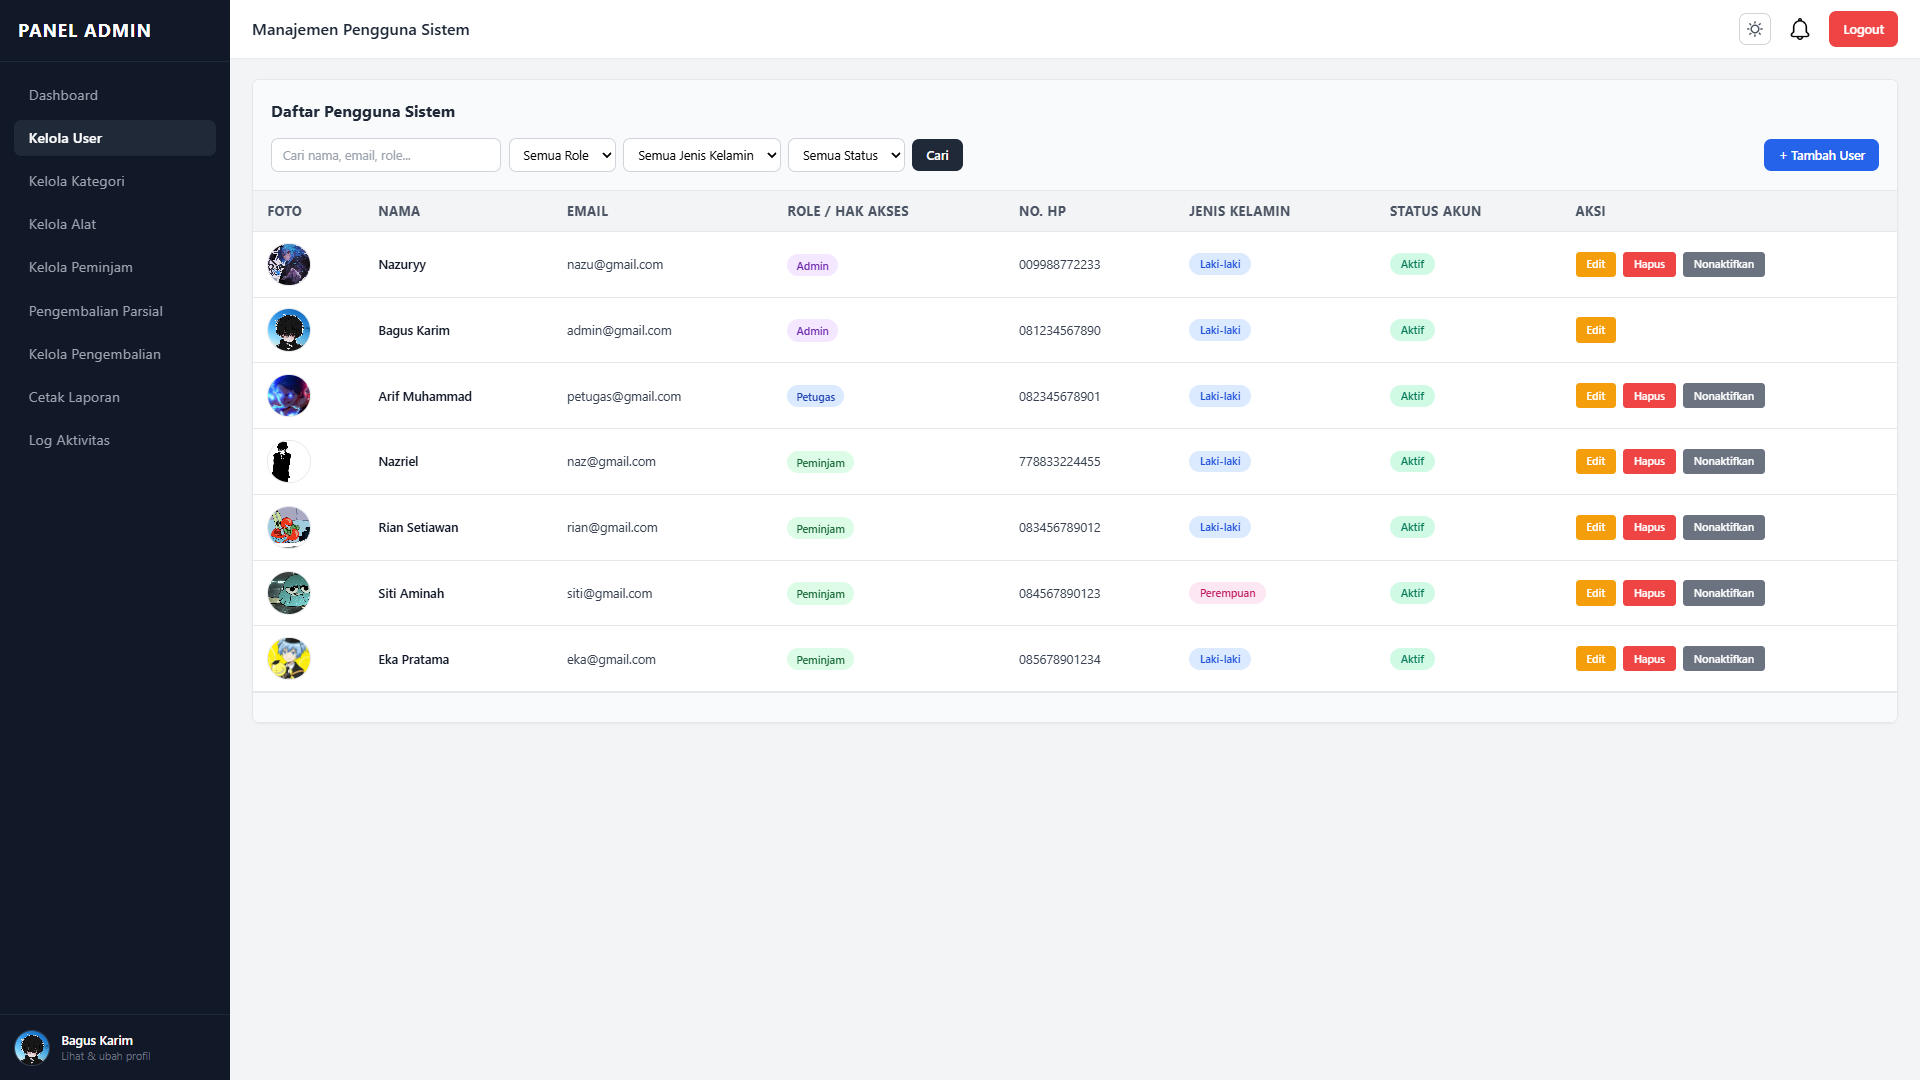 PANEL ADMIN
Dashboard
Kelola User
Kelola Kategori
Kelola Alat
Kelola Peminjam
Pengembalian Parsial
Kelola Pengembalian
Cetak Laporan
Log Aktivitas
Bagus Karim
Lihat & ubah profil
Manajemen Pengguna Sistem
Logout
Daftar Pengguna Sistem
Cari nama, email, role... Semua Role Semua Jenis Kelamin Semua Status Cari + Tambah User
FOTO NAMA EMAIL ROLE / HAK AKSES NO. HP JENIS KELAMIN STATUS AKUN AKSI
Nazuryy nazu@gmail.com Admin 009988772233 Laki-laki Aktif Edit Hapus Nonaktifkan
Bagus Karim admin@gmail.com Admin 081234567890 Laki-laki Aktif Edit
Arif Muhammad petugas@gmail.com Petugas 082345678901 Laki-laki Aktif Edit Hapus Nonaktifkan
Nazriel naz@gmail.com Peminjam 778833224455 Laki-laki Aktif Edit Hapus Nonaktifkan
Rian Setiawan rian@gmail.com Peminjam 083456789012 Laki-laki Aktif Edit Hapus Nonaktifkan
Siti Aminah siti@gmail.com Peminjam 084567890123 Perempuan Aktif Edit Hapus Nonaktifkan
Eka Pratama eka@gmail.com Peminjam 085678901234 Laki-laki Aktif Edit Hapus Nonaktifkan